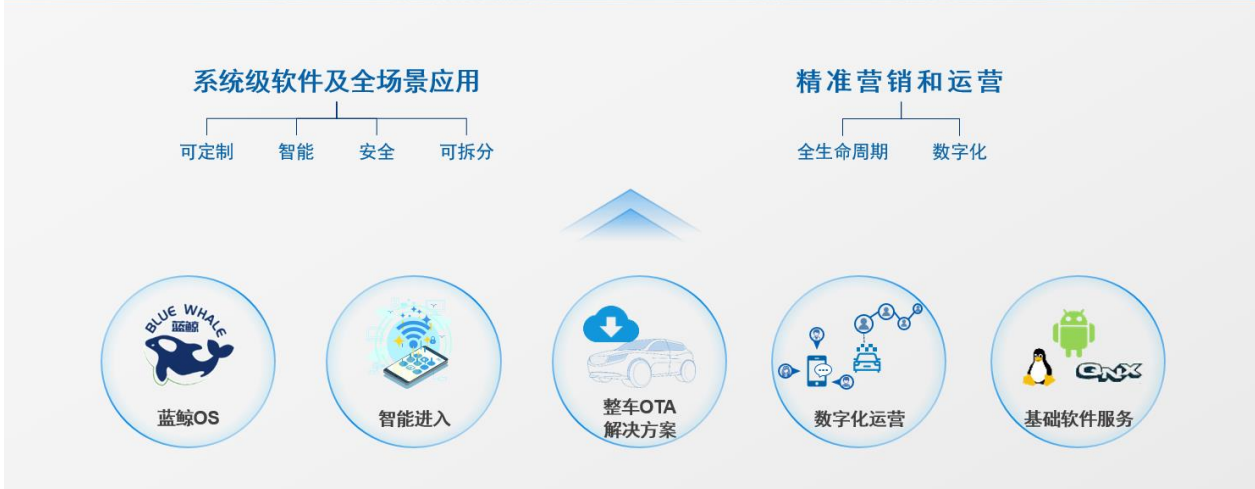 系统级软件及全场景应用
精准营销和运营
可定制
智能
安全
可拆分
全生命周期
数字化
BLUE WHALE
蓝鲸
蓝鲸OS
智能进入
整车OTA
解决方案
数字化运营
QNX
基础软件服务